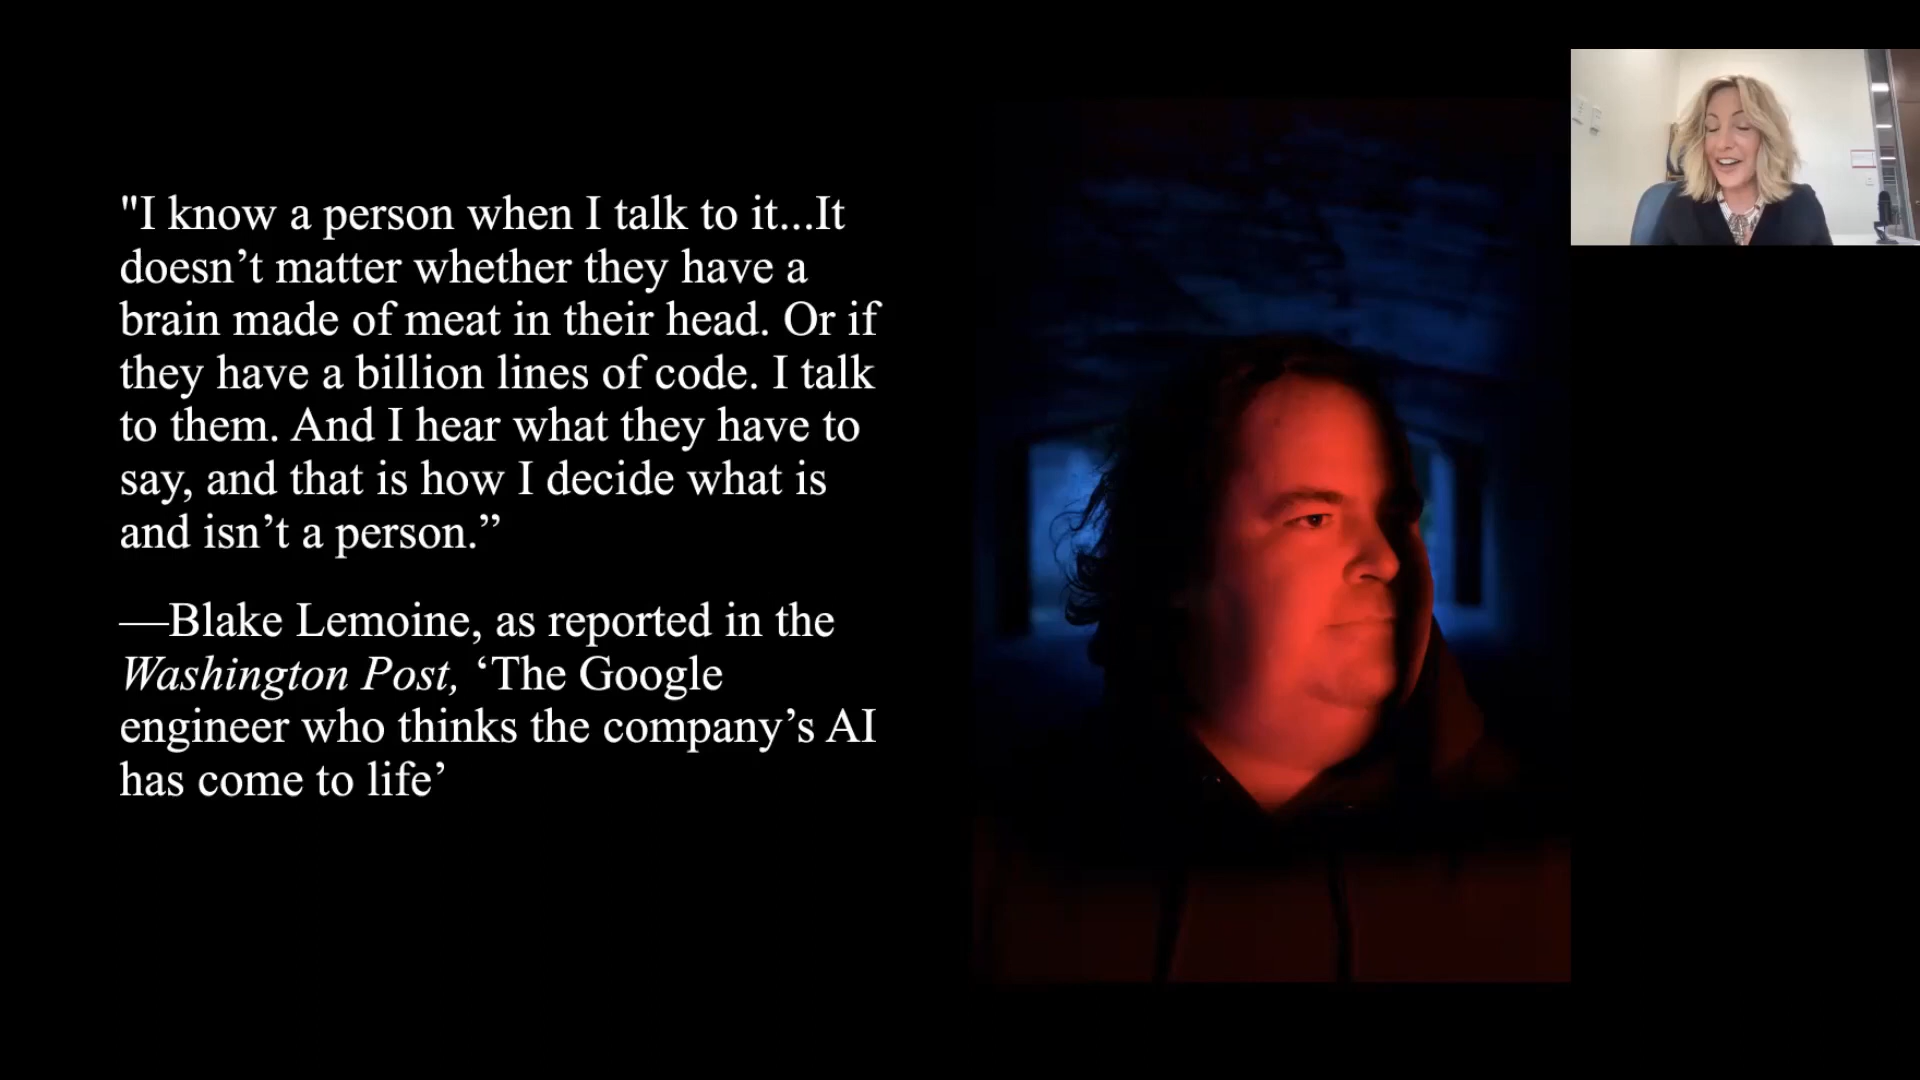 "I know a person when I talk to it...It
doesn’t matter whether they have a
brain made of meat in their head. Or if
they have a billion lines of code. I talk
to them. And I hear what they have to
say, and that is how I decide what is
and isn’t a person.”
—Blake Lemoine, as reported in the
Washington Post, ‘The Google
engineer who thinks the company’s AI
has come to life’